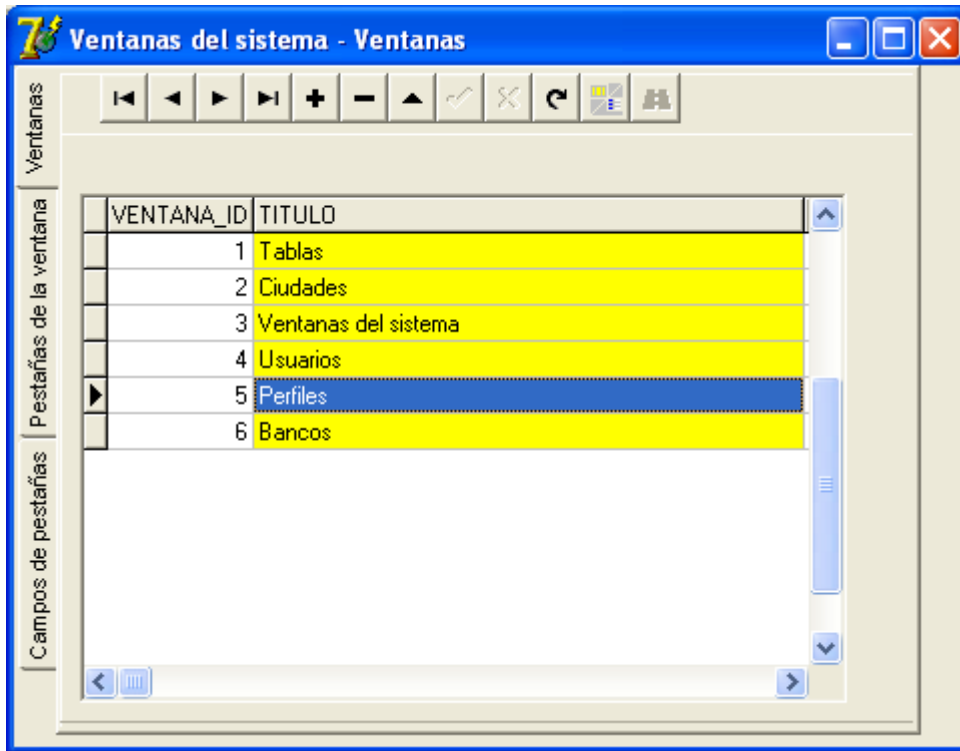 Ventanas del sistema - Ventanas
Ventanas
Pestañas de la ventana
Campos de pestañas
VENTANA_ID TITULO
1 Tablas
2 Ciudades
3 Ventanas del sistema
4 Usuarios
5 Perfiles
6 Bancos